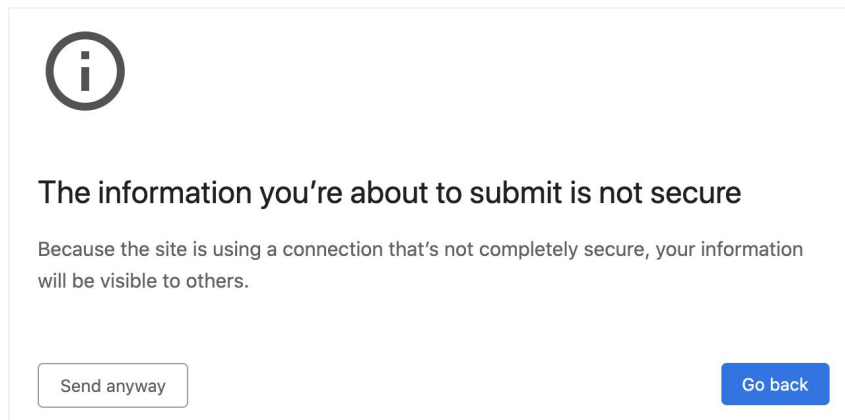 The information you’re about to submit is not secure
Because the site is using a connection that’s not completely secure, your information
will be visible to others.
Send anyway
Go back